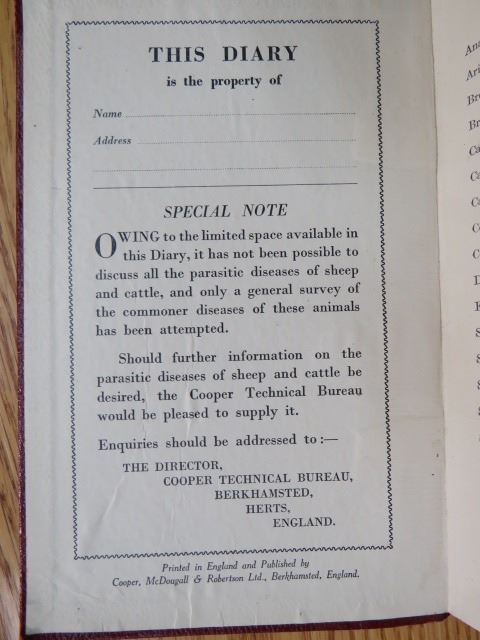 THIS DIARY
is the property of
Name
Address
SPECIAL NOTE
OWING to the limited space available in
this Diary, it has not been possible to
discuss all the parasitic diseases of sheep
and cattle, and only a general survey of
the commoner diseases of these animals
has been attempted.
Should further information on the
parasitic diseases of sheep and cattle be
desired, the Cooper Technical Bureau
would be pleased to supply it.
Enquiries should be addressed to :—
THE DIRECTOR,
COOPER TECHNICAL BUREAU,
BERKHAMSTED,
HERTS,
ENGLAND.
Printed in England and Published by
Cooper, McDougall & Robertson Ltd., Berkhamsted, England.